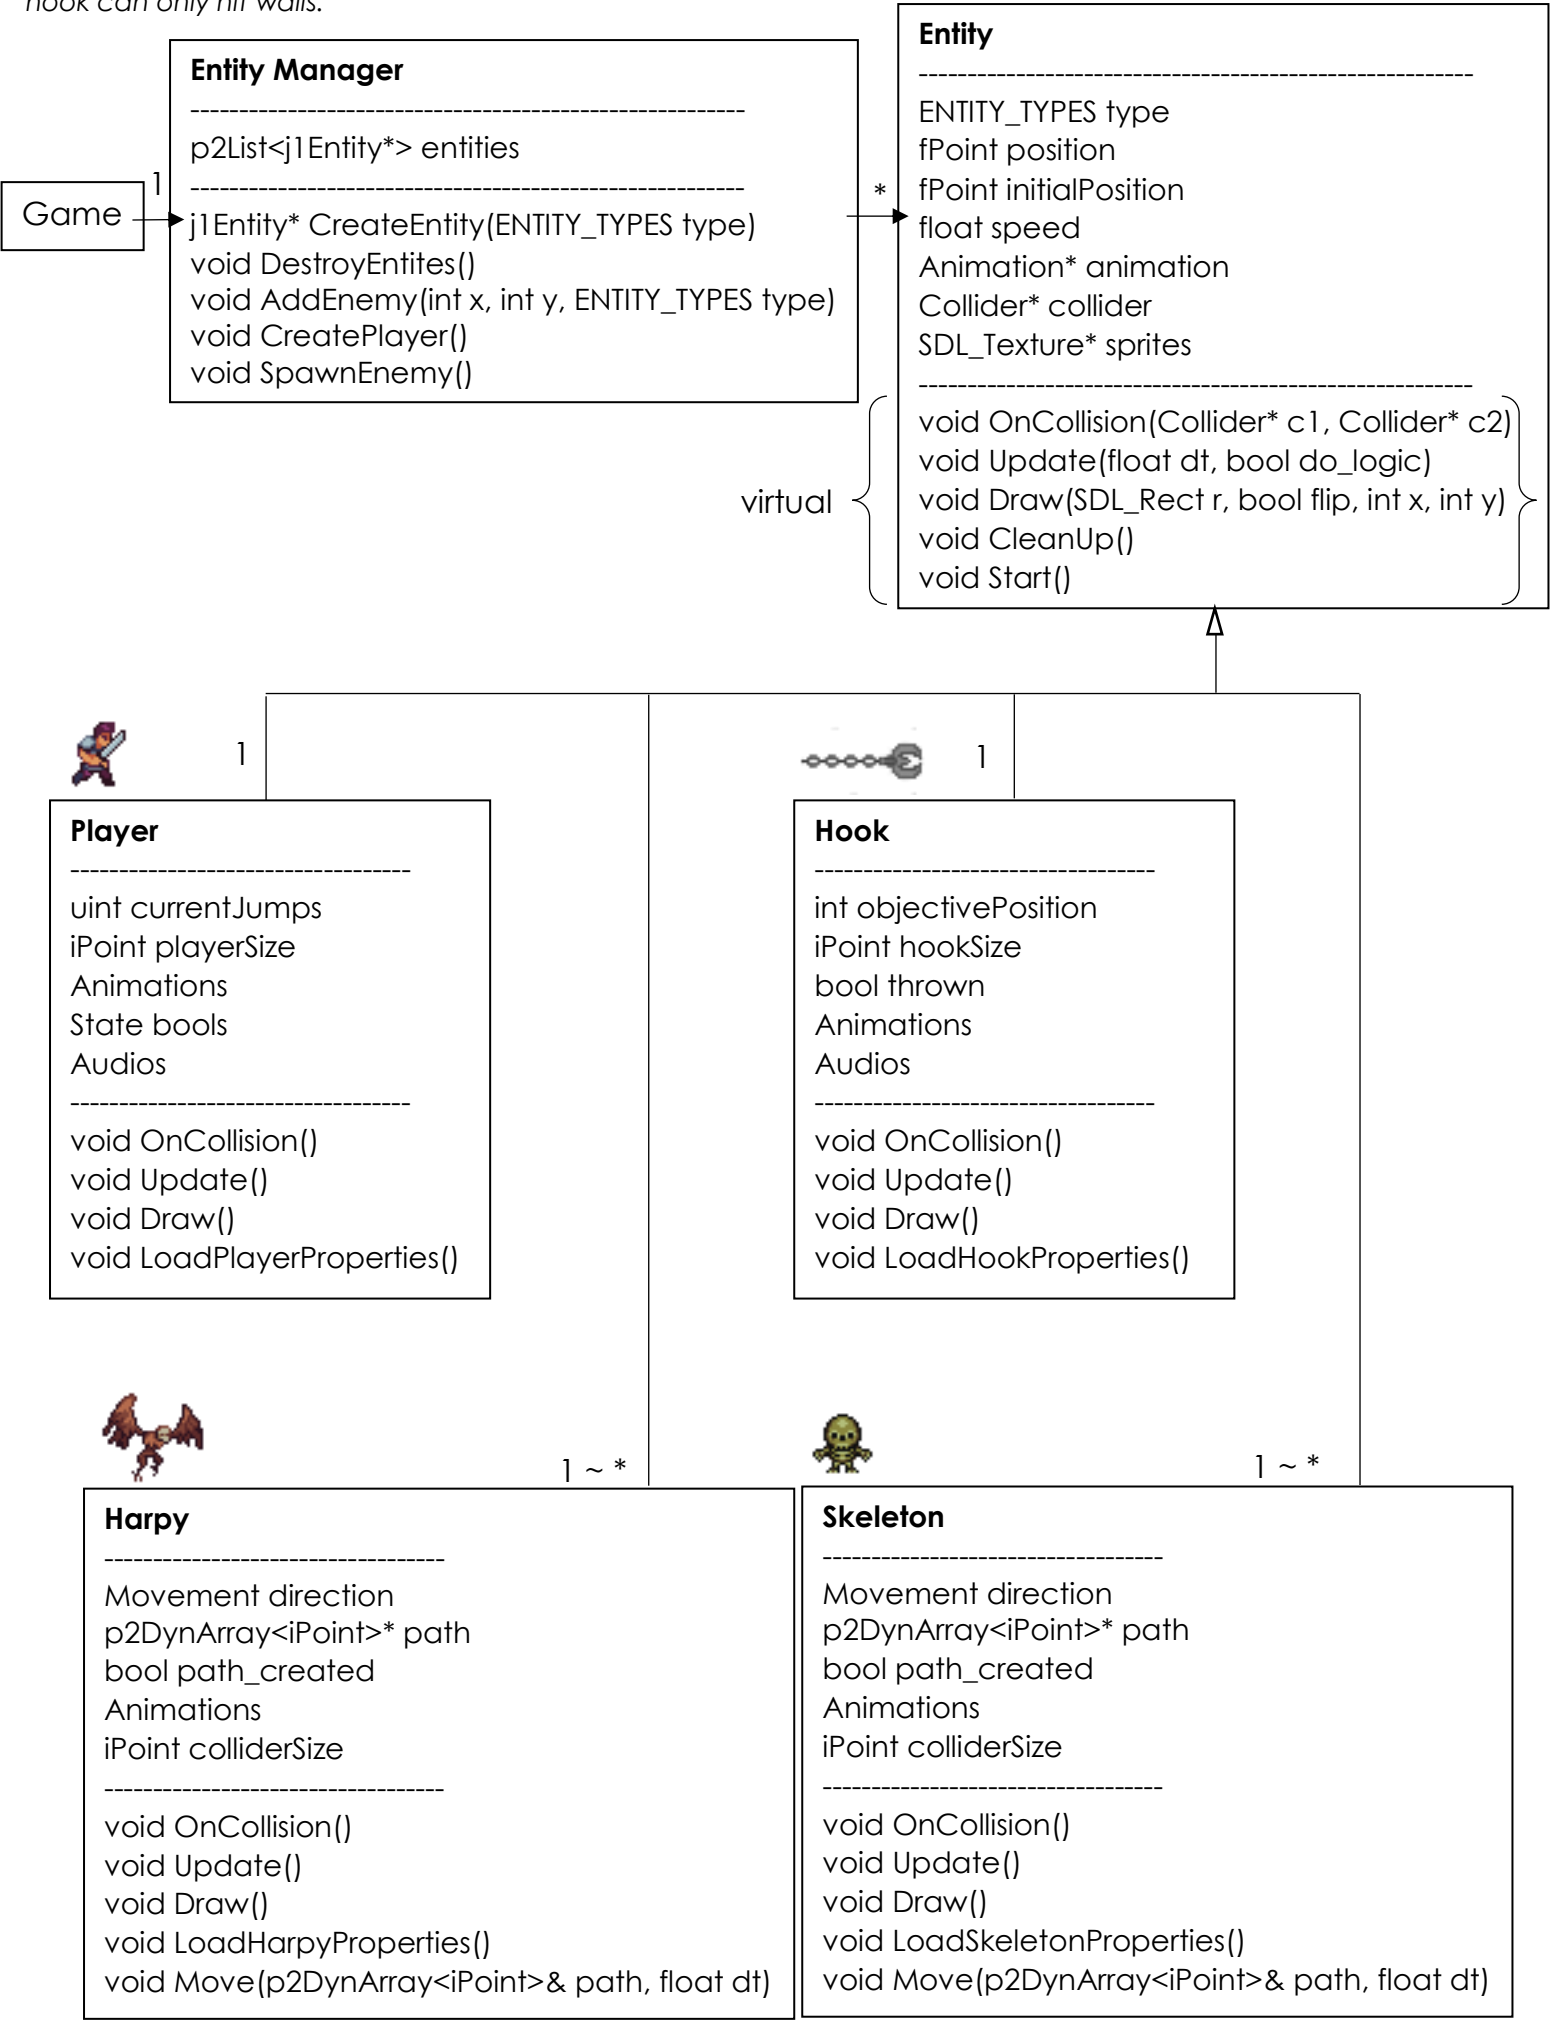 hook can only hit walls.
Entity Manager
-----------------------------------------------------------
p2List<j1Entity*> entities
-----------------------------------------------------------
j1Entity* CreateEntity(ENTITY_TYPES type)
void DestroyEntites()
void AddEnemy(int x, int y, ENTITY_TYPES type)
void CreatePlayer()
void SpawnEnemy()
Game
1
*
Entity
-----------------------------------------------------------
ENTITY_TYPES type
fPoint position
fPoint initialPosition
float speed
Animation* animation
Collider* collider
SDL_Texture* sprites
-----------------------------------------------------------
void OnCollision(Collider* c1, Collider* c2)
void Update(float dt, bool do_logic)
void Draw(SDL_Rect r, bool flip, int x, int y)
void CleanUp()
void Start()
virtual
1
Player
------------------------------------
uint currentJumps
iPoint playerSize
Animations
State bools
Audios
------------------------------------
void OnCollision()
void Update()
void Draw()
void LoadPlayerProperties()
1
Hook
------------------------------------
int objectivePosition
iPoint hookSize
bool thrown
Animations
Audios
------------------------------------
void OnCollision()
void Update()
void Draw()
void LoadHookProperties()
1 ~ *
Harpy
------------------------------------
Movement direction
p2DynArray<iPoint>* path
bool path_created
Animations
iPoint colliderSize
------------------------------------
void OnCollision()
void Update()
void Draw()
void LoadHarpyProperties()
void Move(p2DynArray<iPoint>& path, float dt)
1 ~ *
Skeleton
------------------------------------
Movement direction
p2DynArray<iPoint>* path
bool path_created
Animations
iPoint colliderSize
------------------------------------
void OnCollision()
void Update()
void Draw()
void LoadSkeletonProperties()
void Move(p2DynArray<iPoint>& path, float dt)